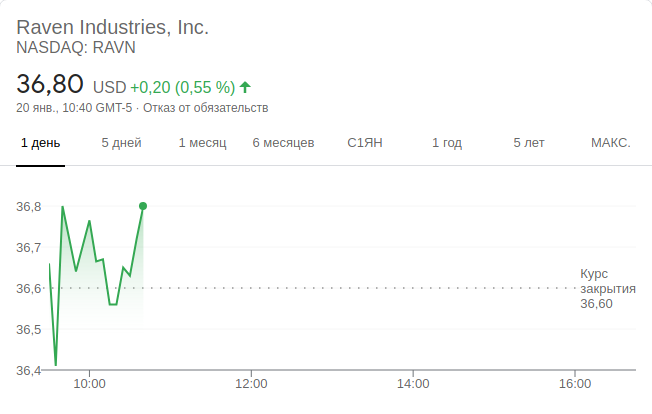 Raven Industries, Inc.
NASDAQ: RAVN
36,80 USD +0,20 (0,55 %)
20 янв., 10:40 GMT-5 · Отказ от обязательств
1 день 5 дней 1 месяц 6 месяцев С1ЯН 1 год 5 лет МАКС.
36,8
36,7
36,6
36,5
36,4
Курс
закрытия
36,60
10:00 12:00 14:00 16:00